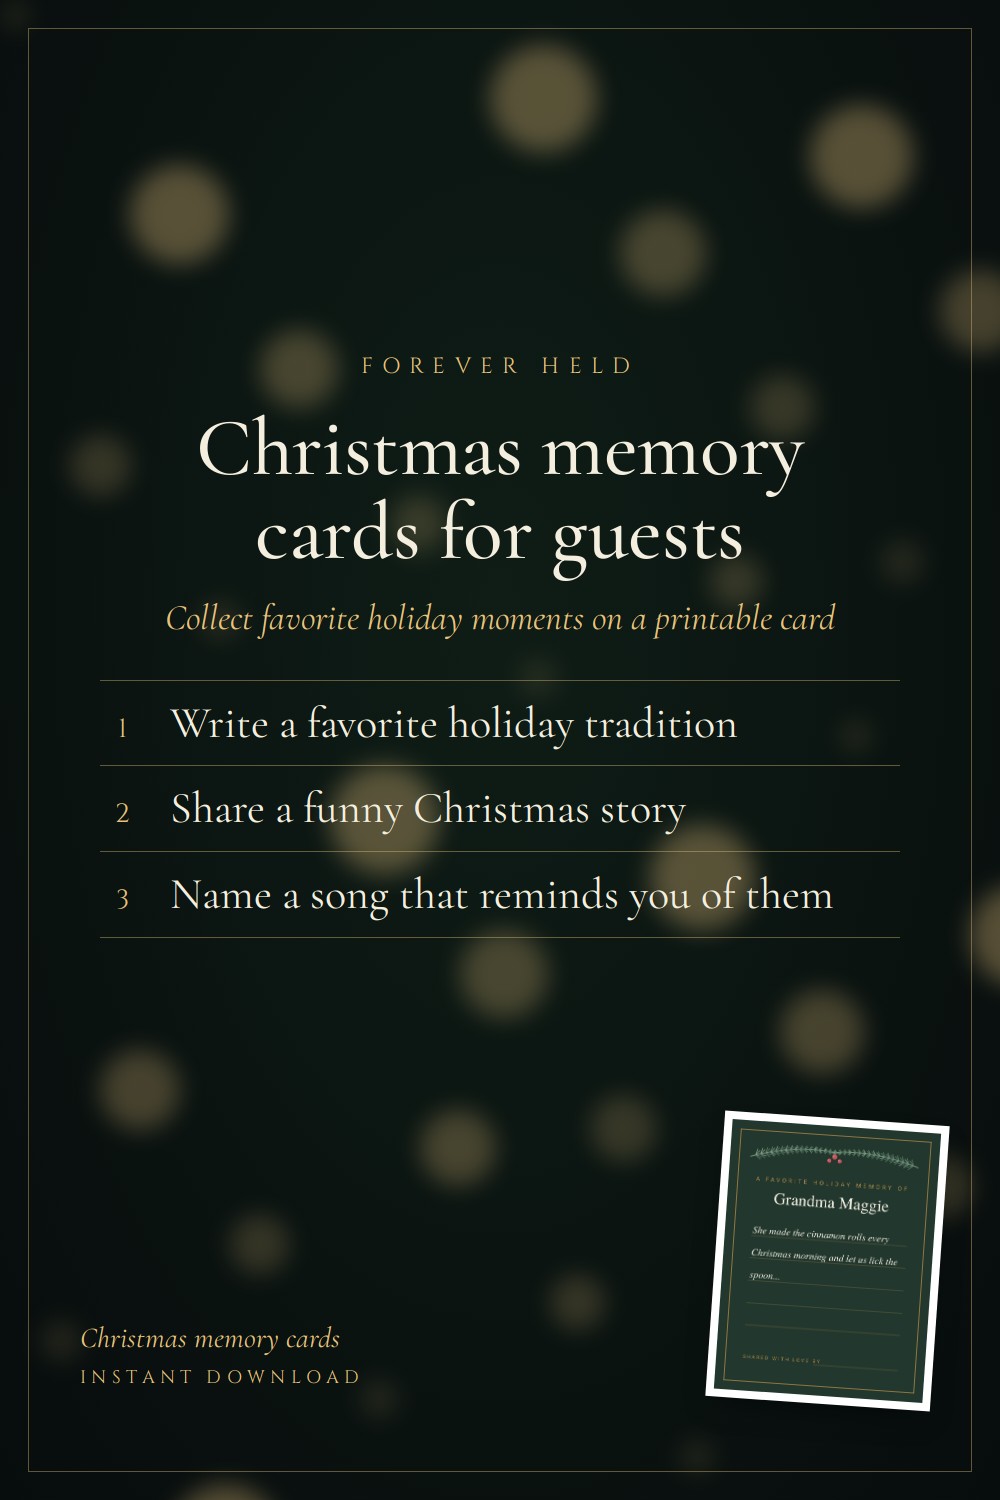 FOREVER HELD
Christmas memory
cards for guests
Collect favorite holiday moments on a printable card
1 Write a favorite holiday tradition
2 Share a funny Christmas story
3 Name a song that reminds you of them
A FAVORITE HOLIDAY MEMORY OF
Grandma Maggie
She made the cinnamon rolls every
Christmas morning and let us lick the
spoon...
SHARED WITH LOVE BY
Christmas memory cards
INSTANT DOWNLOAD